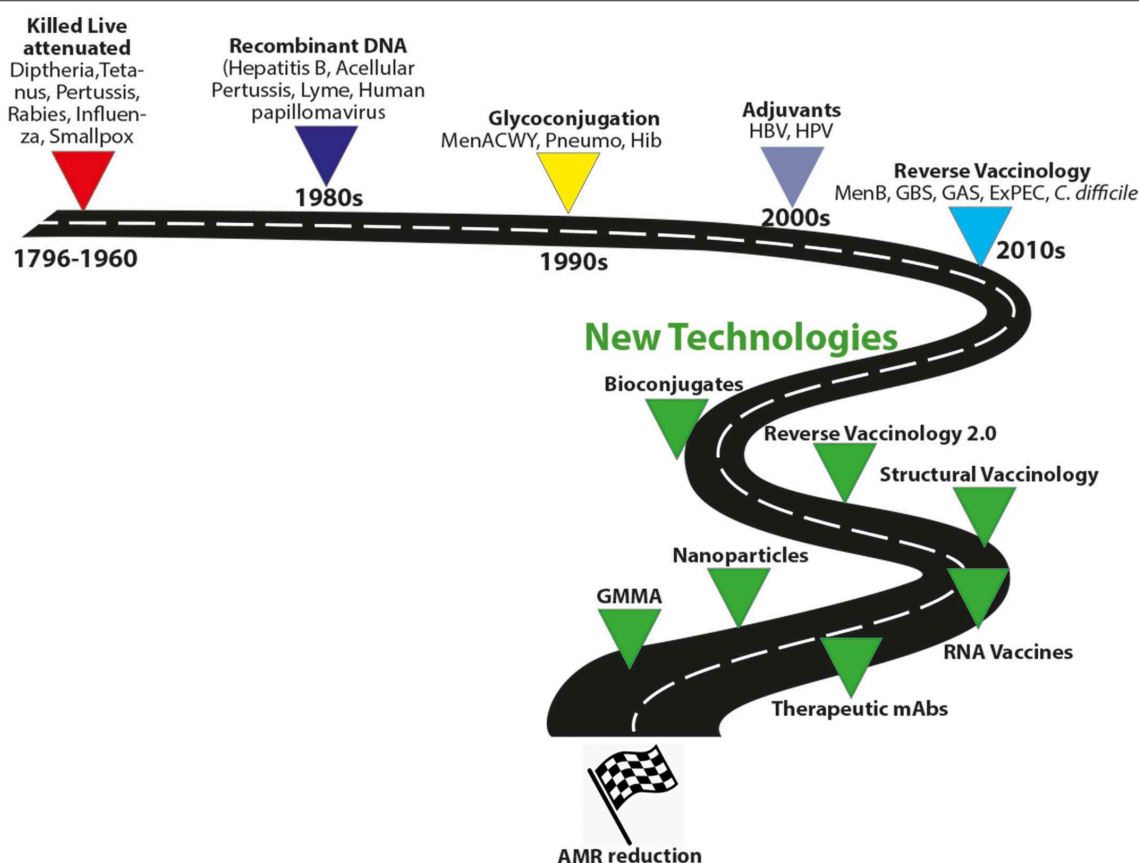 Killed Live
attenuated
Diptheria,Teta-
nus, Pertussis,
Rabies, Influen-
za, Smallpox
1796-1960
Recombinant DNA
(Hepatitis B, Acellular
Pertussis, Lyme, Human
papillomavirus
1980s
Glycoconjugation
MenACWY, Pneumo, Hib
1990s
Adjuvants
HBV, HPV
2000s
Reverse Vaccinology
MenB, GBS, GAS, ExPEC, C. difficile
2010s
New Technologies
Bioconjugates
Reverse Vaccinology 2.0
Structural Vaccinology
Nanoparticles
GMMA
RNA Vaccines
Therapeutic mAbs
AMR reduction